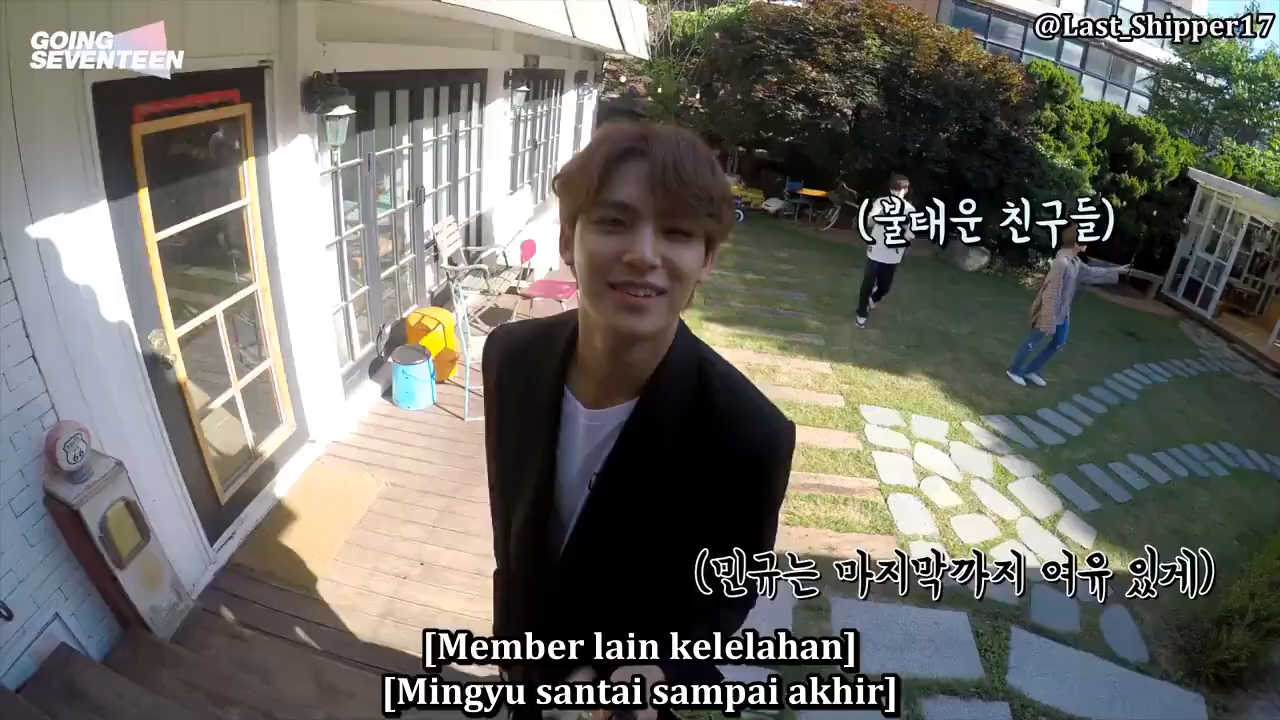 GOING
SEVENTEEN
@Last_Shipper17
(불태운 친구들)
66
(민규는 마지막까지 여유 있게)
[Member lain kelelahan]
[Mingyu santai sampai akhir]